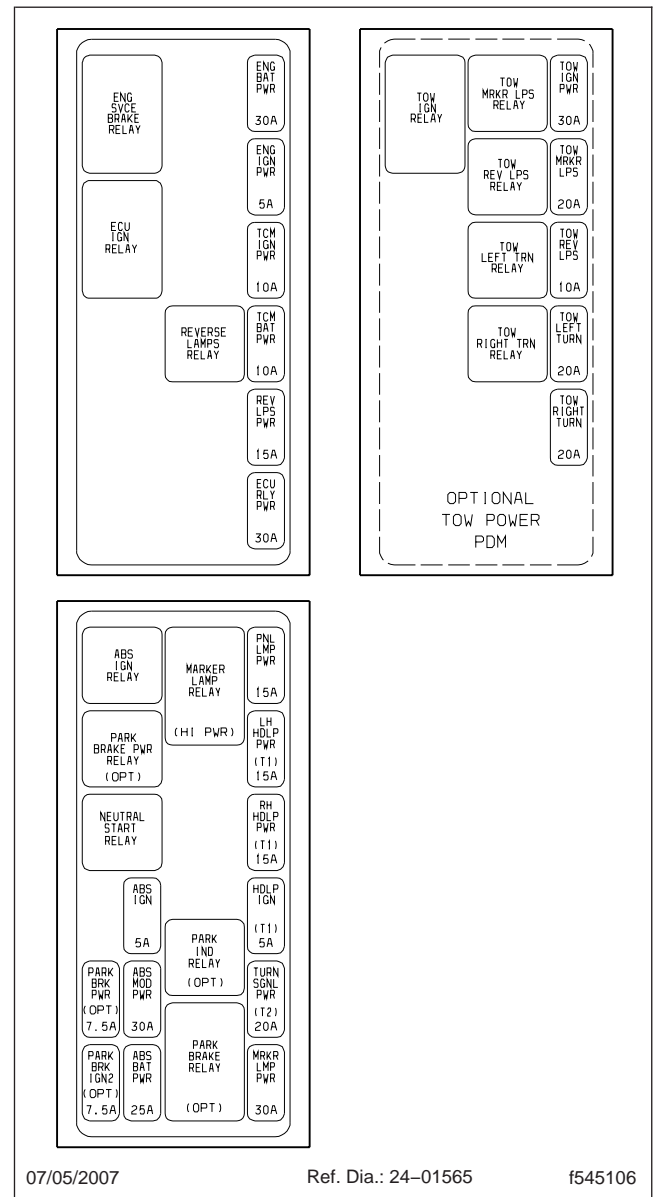 ENG
SVCE
BRAKE
RELAY
ENG
BAT
PWR
30A
ENG
IGN
PWR
5A
ECU
IGN
RELAY
TCM
IGN
PWR
10A
REVERSE
LAMPS
RELAY
TCM
BAT
PWR
10A
REV
LPS
PWR
15A
ECU
RLY
PWR
30A
TOW
IGN
RELAY
TOW
MRKR LPS
RELAY
TOW
IGN
PWR
30A
TOW
REV LPS
RELAY
TOW
MRKR
LPS
20A
TOW
LEFT TRN
RELAY
TOW
REV
LPS
10A
TOW
RIGHT TRN
RELAY
TOW
LEFT
TURN
20A
TOW
RIGHT
TURN
20A
OPTIONAL
TOW POWER
PDM
ABS
IGN
RELAY
MARKER
LAMP
RELAY
(HI PWR)
PNL
LMP
PWR
15A
PARK
BRAKE PWR
RELAY
(OPT)
LH
HDLP
PWR
(T1)
15A
NEUTRAL
START
RELAY
RH
HDLP
PWR
(T1)
15A
ABS
IGN
5A
PARK
IND
RELAY
(OPT)
HDLP
IGN
(T1)
5A
PARK
BRK
PWR
(OPT)
7.5A
ABS
MOD
PWR
30A
TURN
SGNL
PWR
(T2)
20A
PARK
BRK
IGN2
(OPT)
7.5A
ABS
BAT
PWR
25A
PARK
BRAKE
RELAY
(OPT)
MRKR
LMP
PWR
30A
07/05/2007 Ref. Dia.: 24–01565 f545106